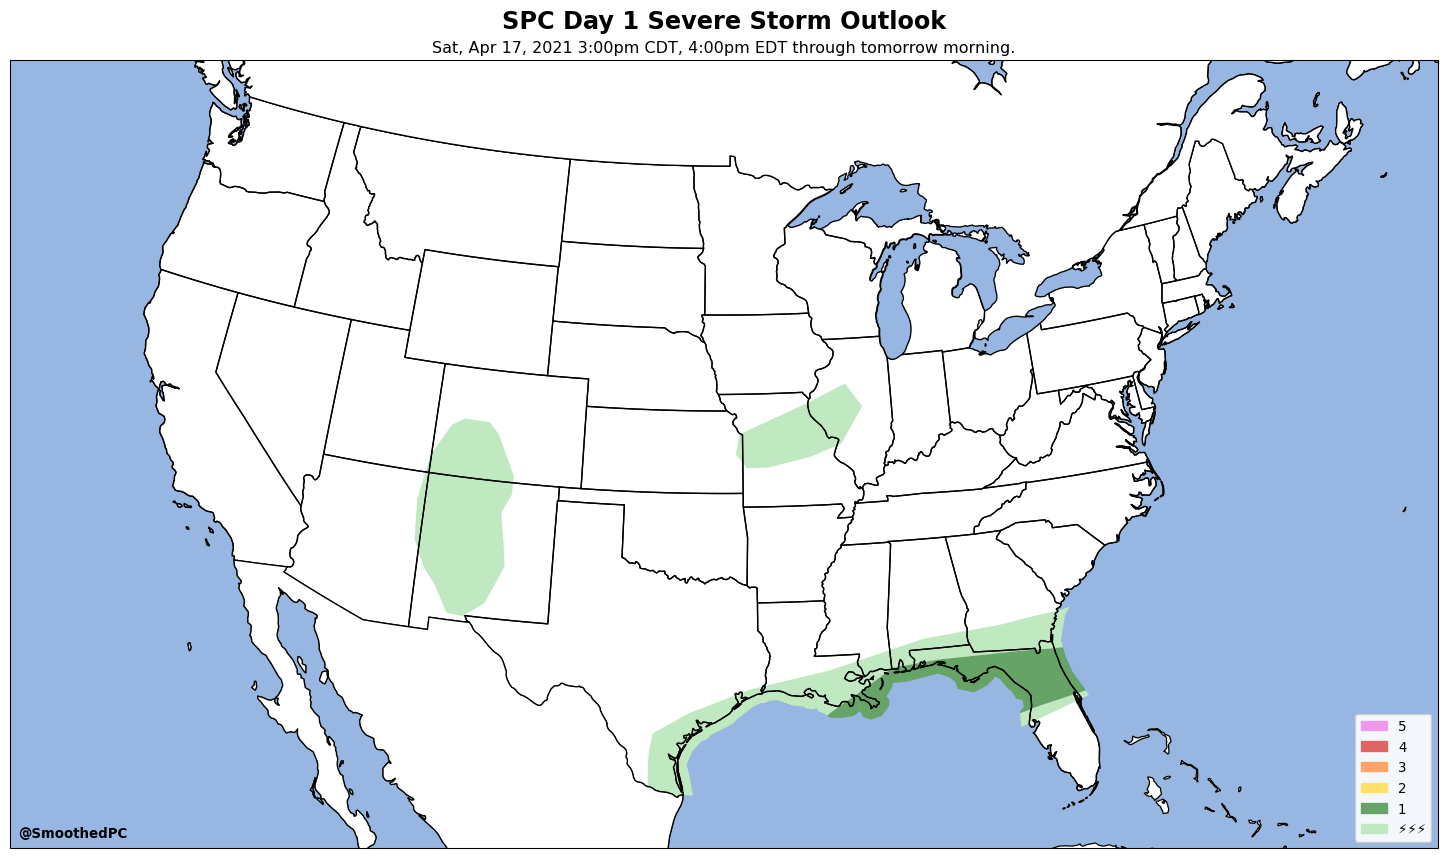 SPC Day 1 Severe Storm Outlook
Sat, Apr 17, 2021 3:00pm CDT, 4:00pm EDT through tomorrow morning.
5
4
3
2
1
⚡⚡⚡
@SmoothedPC